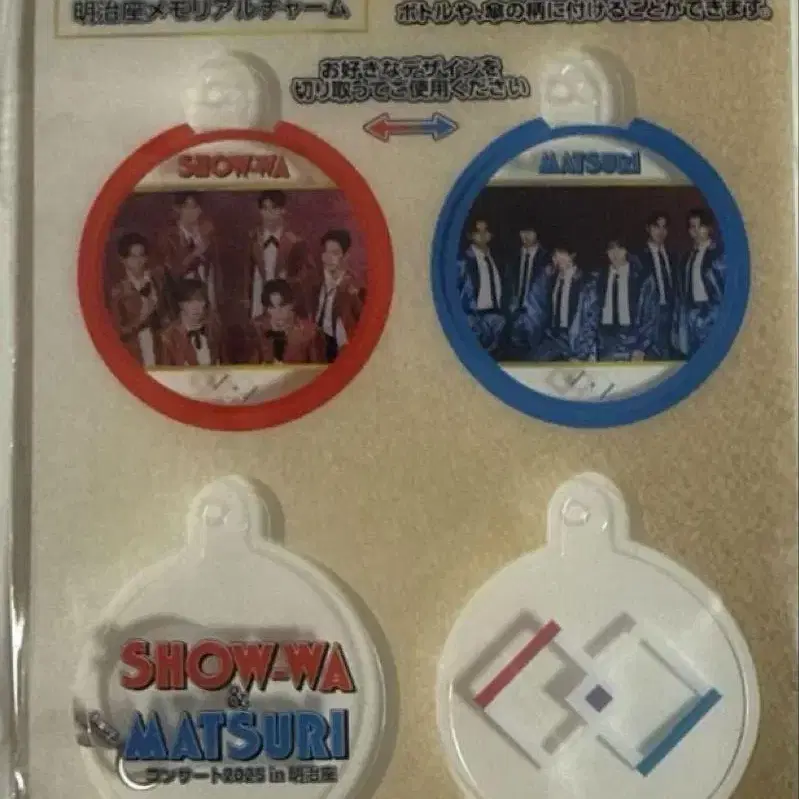 明治座メモリアルチャーム
ボトルや、傘の柄に付けることができます。
お好きなデザインを
切り取ってご使用ください
SHOW-WA
MATSURI
SHOW-WA
&
MATSURI
コンサート2025 in 明治座